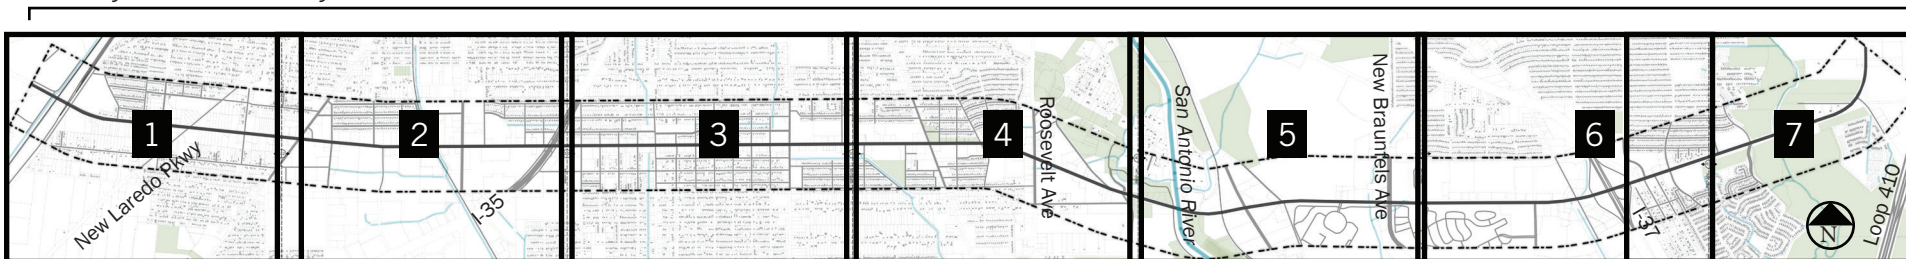 1
2
3
4
5
6
7
New Laredo Pkwy
I-35
Roosevelt Ave
San Antonio River
New Braunfels Ave
I-37
Loop 410
N